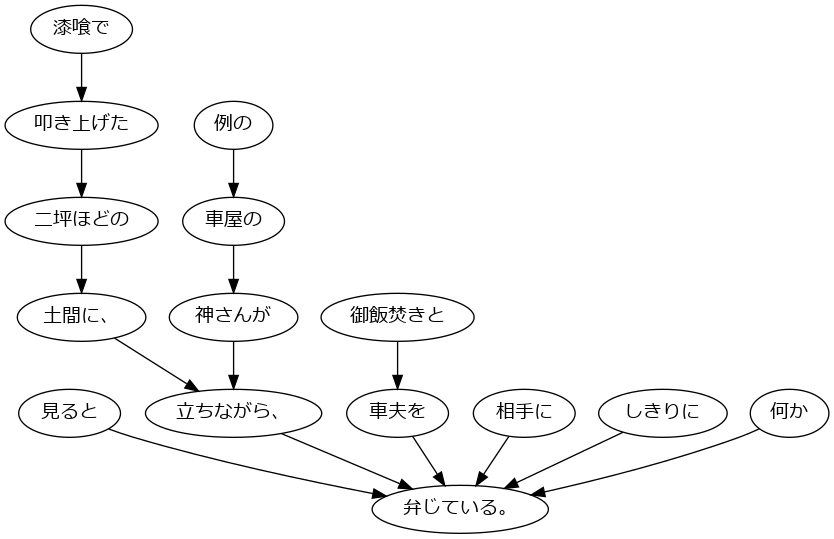 漆喰で
叩き上げた
例の
二坪ほどの
車屋の
土間に、
神さんが
御飯焚きと
見ると
立ちながら、
車夫を
相手に
しきりに
何か
弁じている。